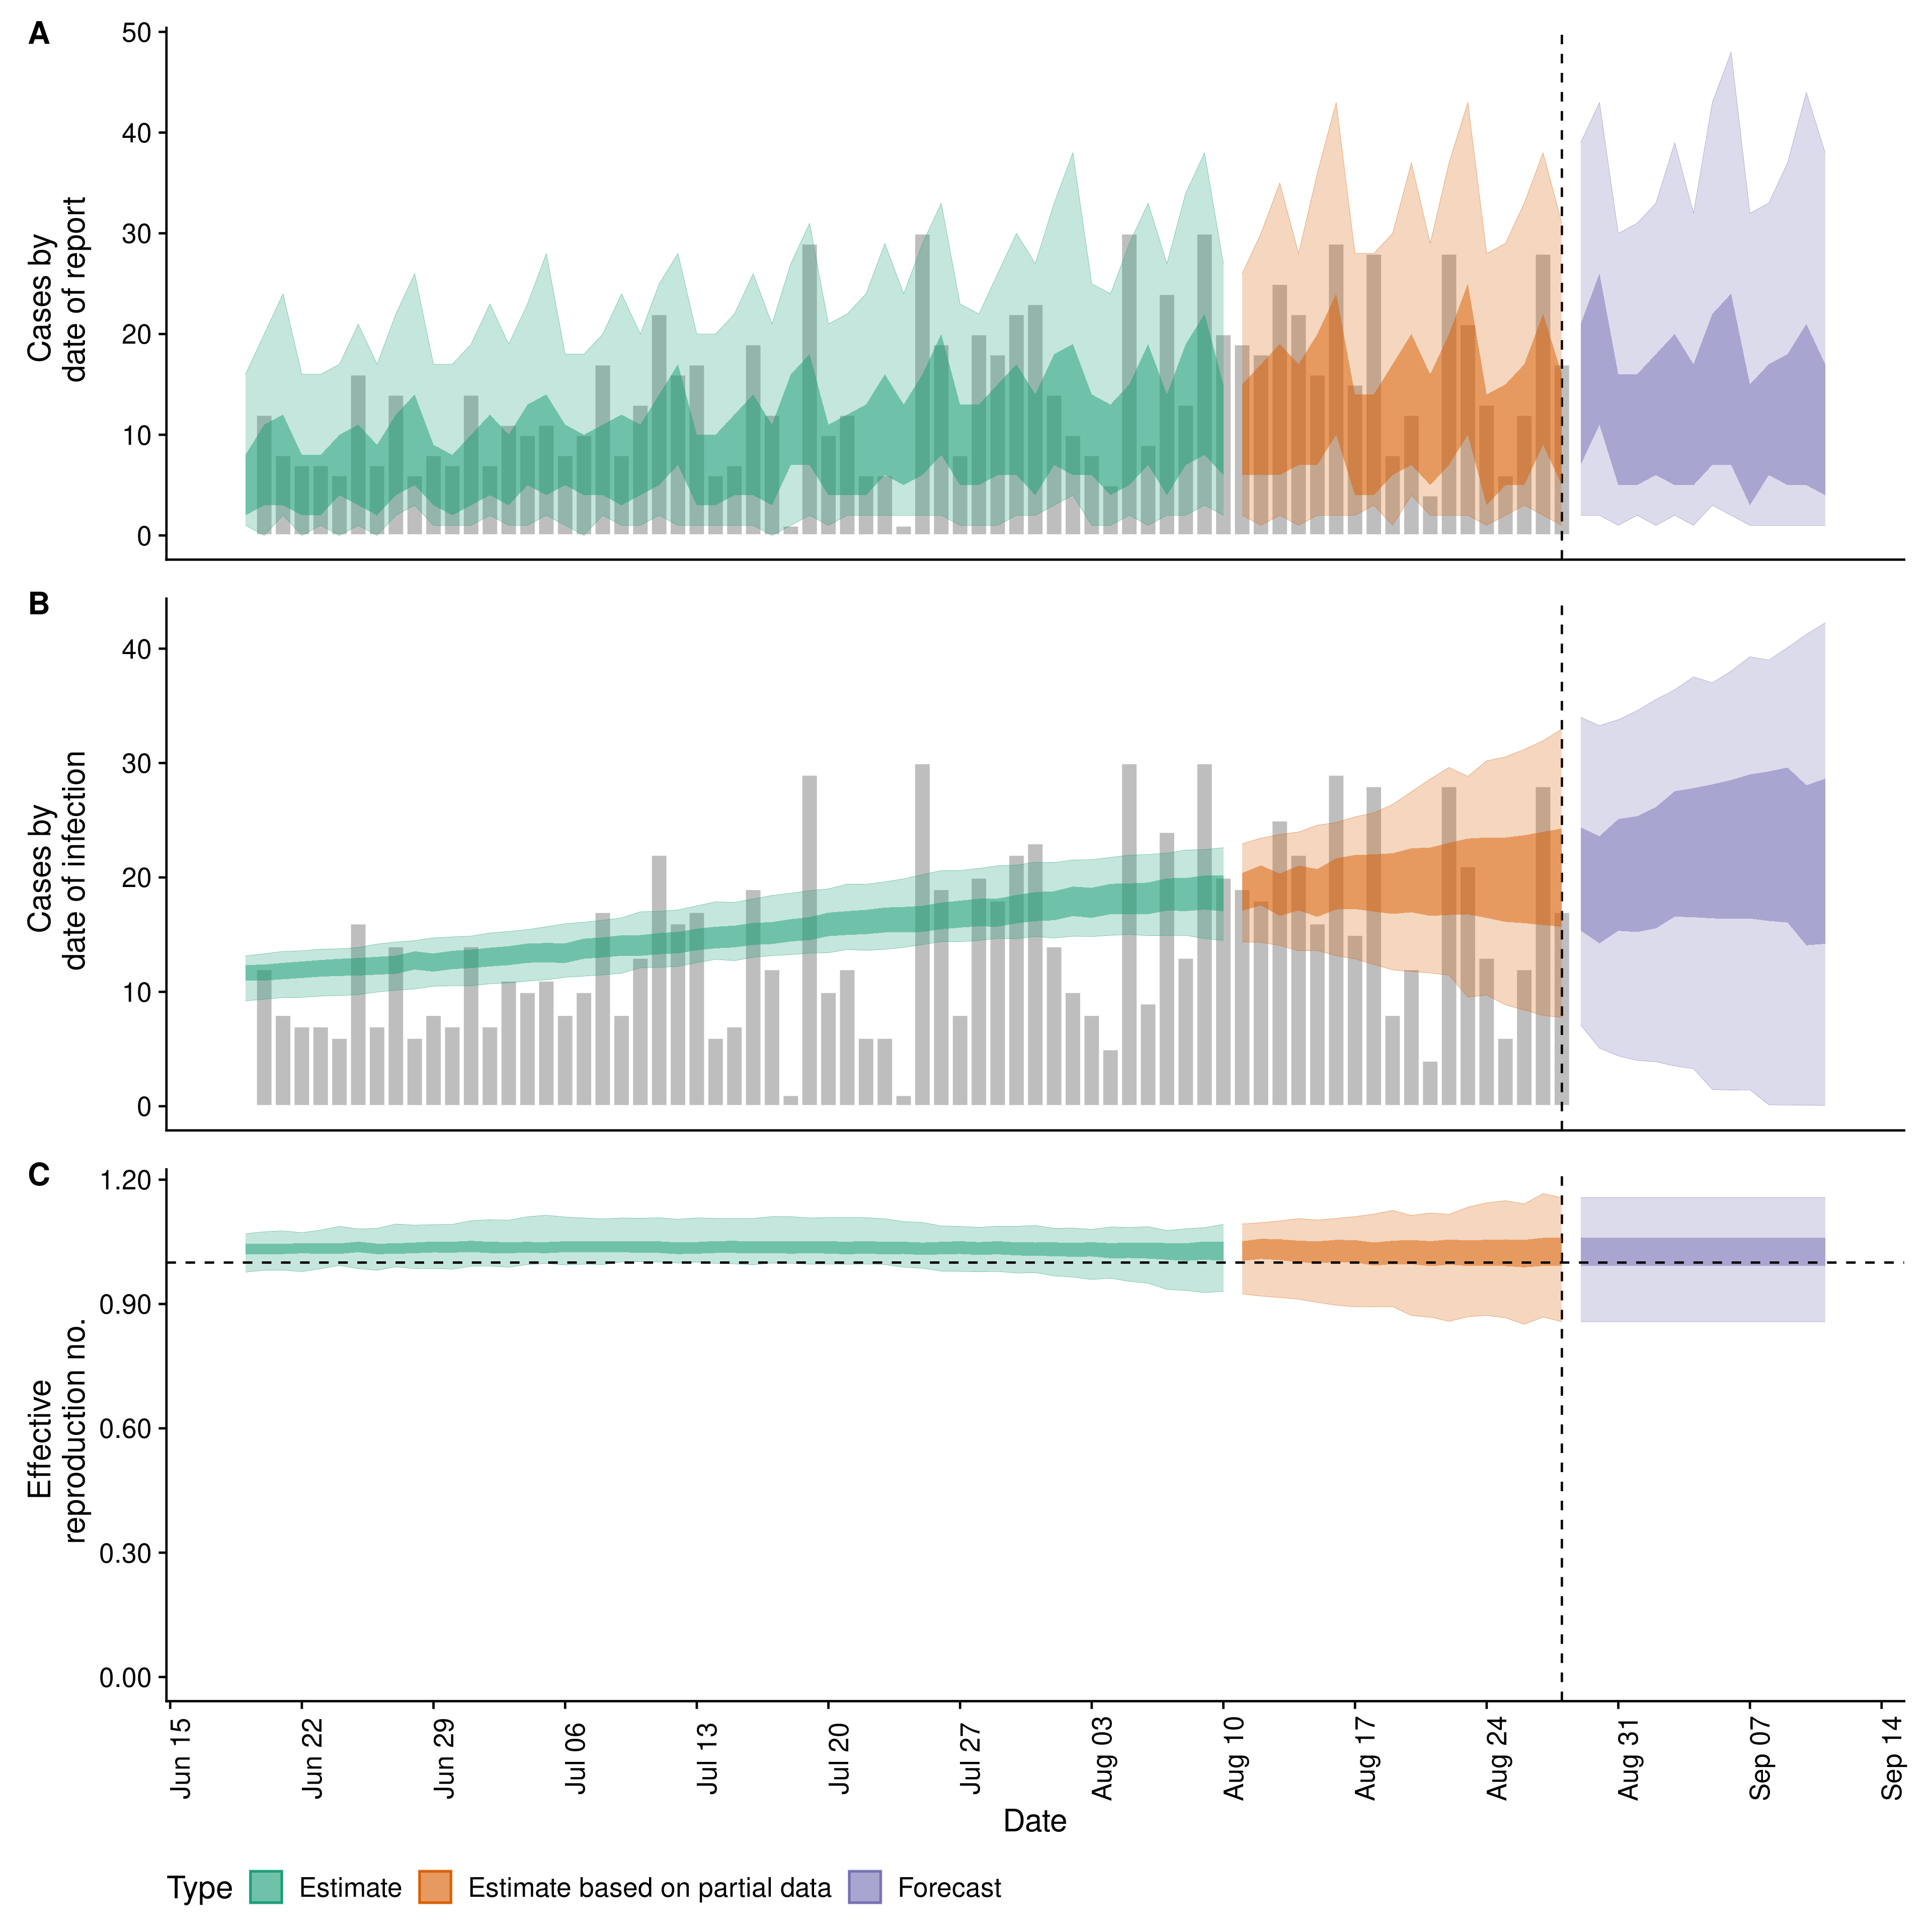 A
50
40
30
20
10
0
Cases by
date of report
B
40
30
20
10
0
Cases by
date of infection
C
1.20
0.90
0.60
0.30
0.00
Effective
reproduction no.
Jun 15
Jun 22
Jun 29
Jul 06
Jul 13
Jul 20
Jul 27
Aug 03
Aug 10
Aug 17
Aug 24
Aug 31
Sep 07
Sep 14
Date
Type Estimate Estimate based on partial data Forecast